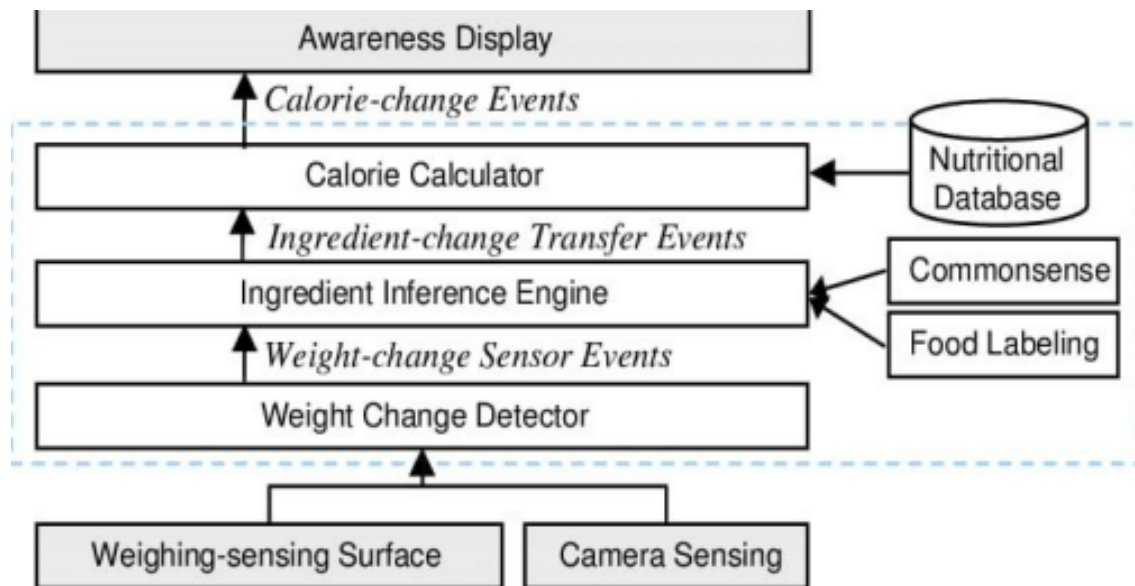 Awareness Display
Calorie-change Events
Calorie Calculator
Nutritional
Database
Ingredient-change Transfer Events
Commonsense
Ingredient Inference Engine
Food Labeling
Weight-change Sensor Events
Weight Change Detector
Weighing-sensing Surface
Camera Sensing